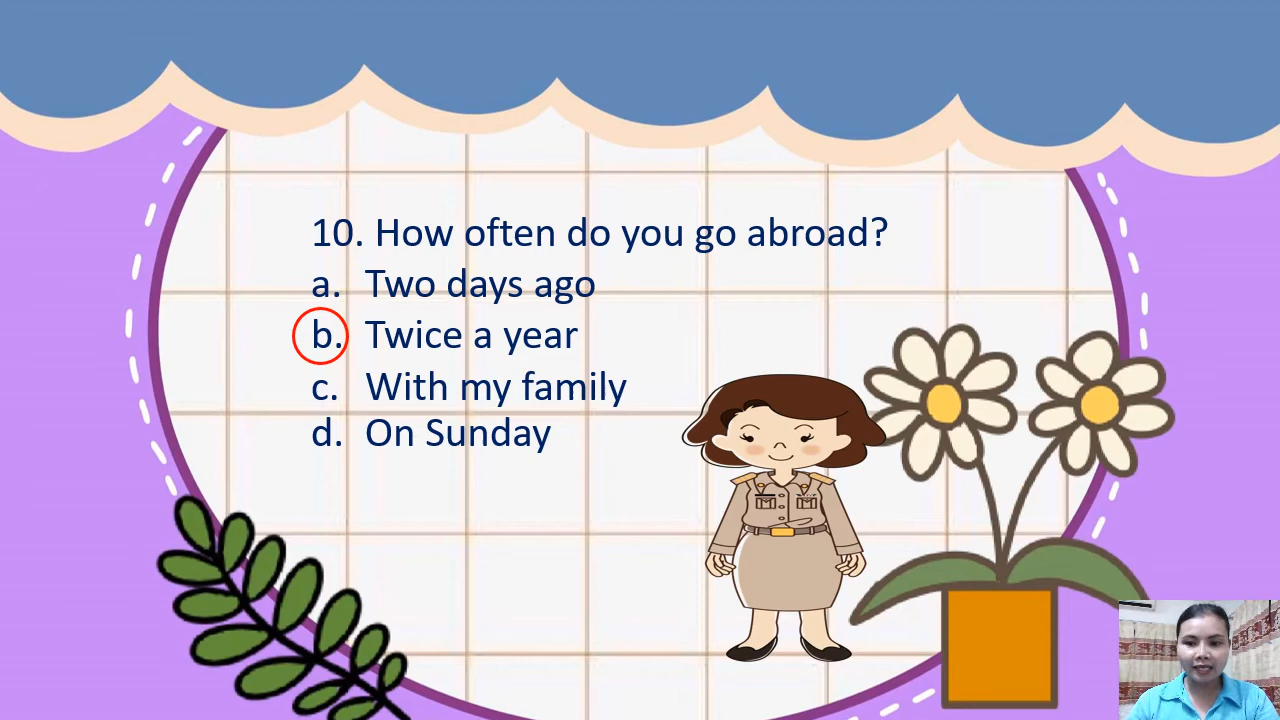 10. How often do you go abroad?
a. Two days ago
b. Twice a year
c. With my family
d. On Sunday